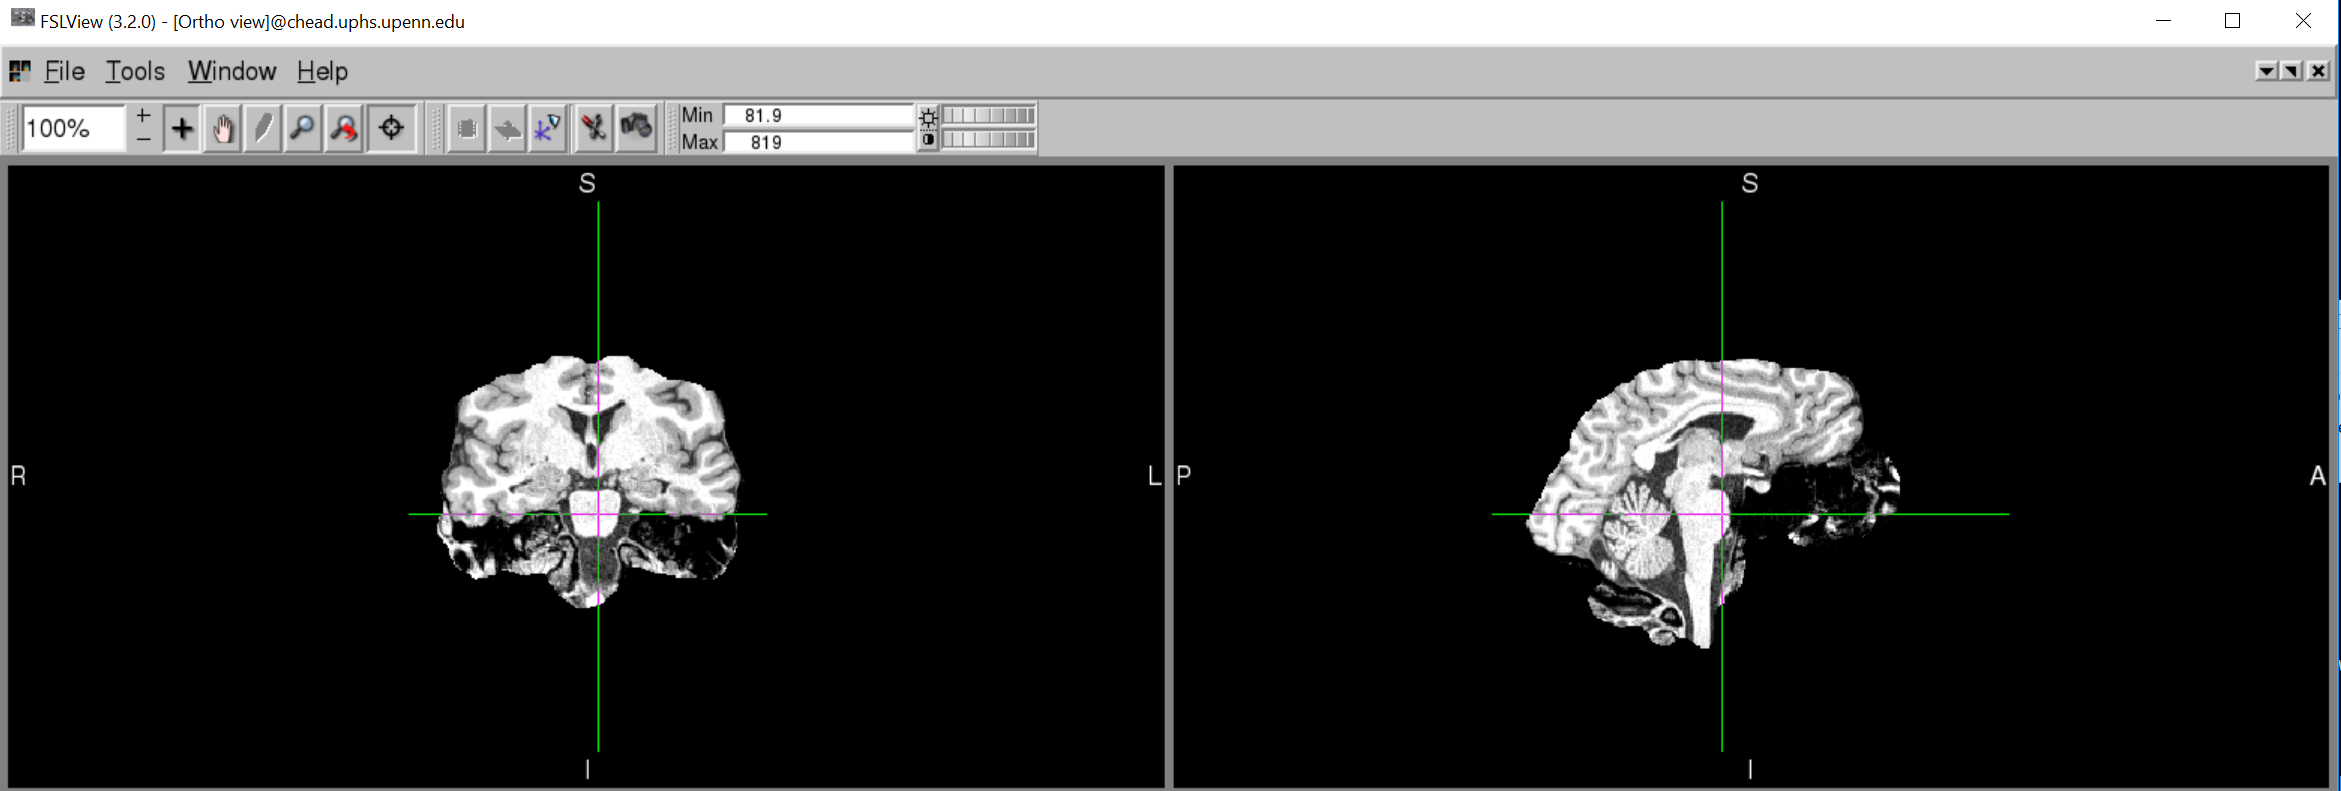 FSLView (3.2.0) - [Ortho view]@chead.uphs.upenn.edu
File Tools Window Help
100%
+
−
Min 81.9
Max 819
S
S
R
L
P
A
I
I